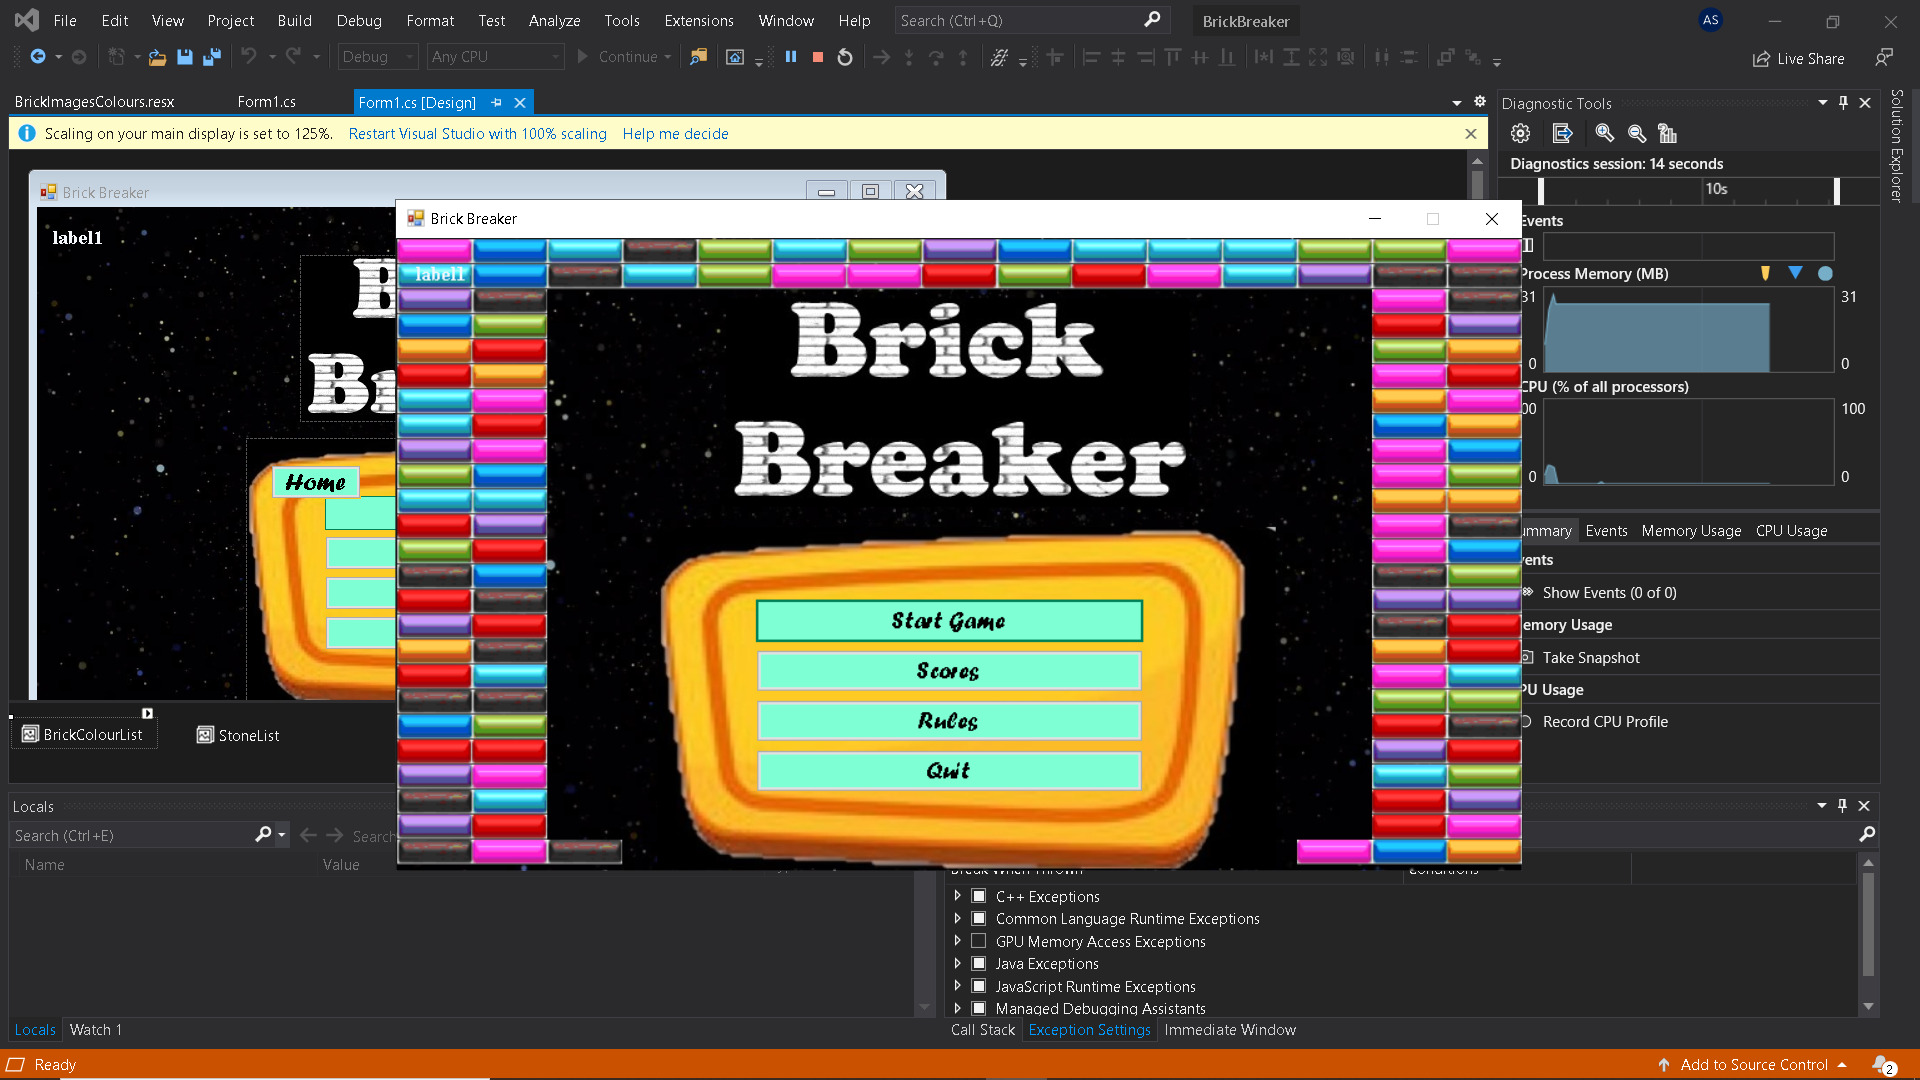 File Edit View Project Build Debug Format Test Analyze Tools Extensions Window Help Search (Ctrl+Q) BrickBreaker AS
Debug Any CPU Continue Live Share
BrickImagesColours.resx Form1.cs Form1.cs [Design]
Scaling on your main display is set to 125%. Restart Visual Studio with 100% scaling Help me decide
Brick Breaker
label1
Home
Brick Breaker
label1
Brick
Breaker
Start Game
Scores
Rules
Quit
BrickColourList StoneList
Diagnostic Tools
Diagnostics session: 14 seconds
10s
Events
Process Memory (MB)
31 31
0 0
CPU (% of all processors)
00 100
0 0
ummary Events Memory Usage CPU Usage
ents
Show Events (0 of 0)
emory Usage
Take Snapshot
PU Usage
Record CPU Profile
Solution Explorer
Locals
Search (Ctrl+E) Search
Name Value
Locals Watch 1
Break When Thrown Conditions
C++ Exceptions
Common Language Runtime Exceptions
GPU Memory Access Exceptions
Java Exceptions
JavaScript Runtime Exceptions
Managed Debugging Assistants
Call Stack Exception Settings Immediate Window
Ready Add to Source Control 2